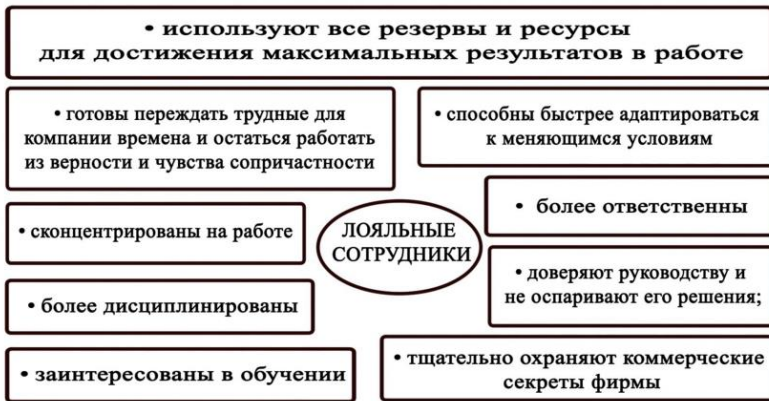 • используют все резервы и ресурсы
для достижения максимальных результатов в работе
• готовы переждать трудные для
компании времена и остаться работать
из верности и чувства сопричастности
• способны быстрее адаптироваться
к меняющимся условиям
• сконцентрированы на работе
ЛОЯЛЬНЫЕ
СОТРУДНИКИ
• более ответственны
• доверяют руководству и
не оспаривают его решения;
• более дисциплинированы
• заинтересованы в обучении
• тщательно охраняют коммерческие
секреты фирмы